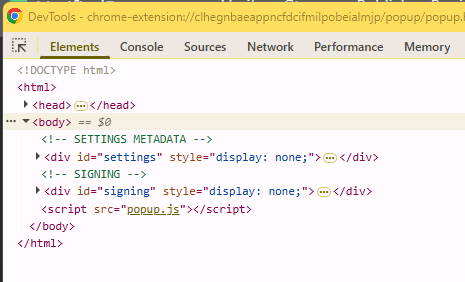 DevTools - chrome-extension://clhegnbaeappncfdcifmilpobeialmjp/popup/popup.h
Elements Console Sources Network Performance Memory
<!DOCTYPE html>
<html>
<head>…</head>
<body> == $0
<!-- SETTINGS METADATA -->
<div id="settings" style="display: none;">…</div>
<!-- SIGNING -->
<div id="signing" style="display: none;">…</div>
<script src="popup.js"></script>
</body>
</html>